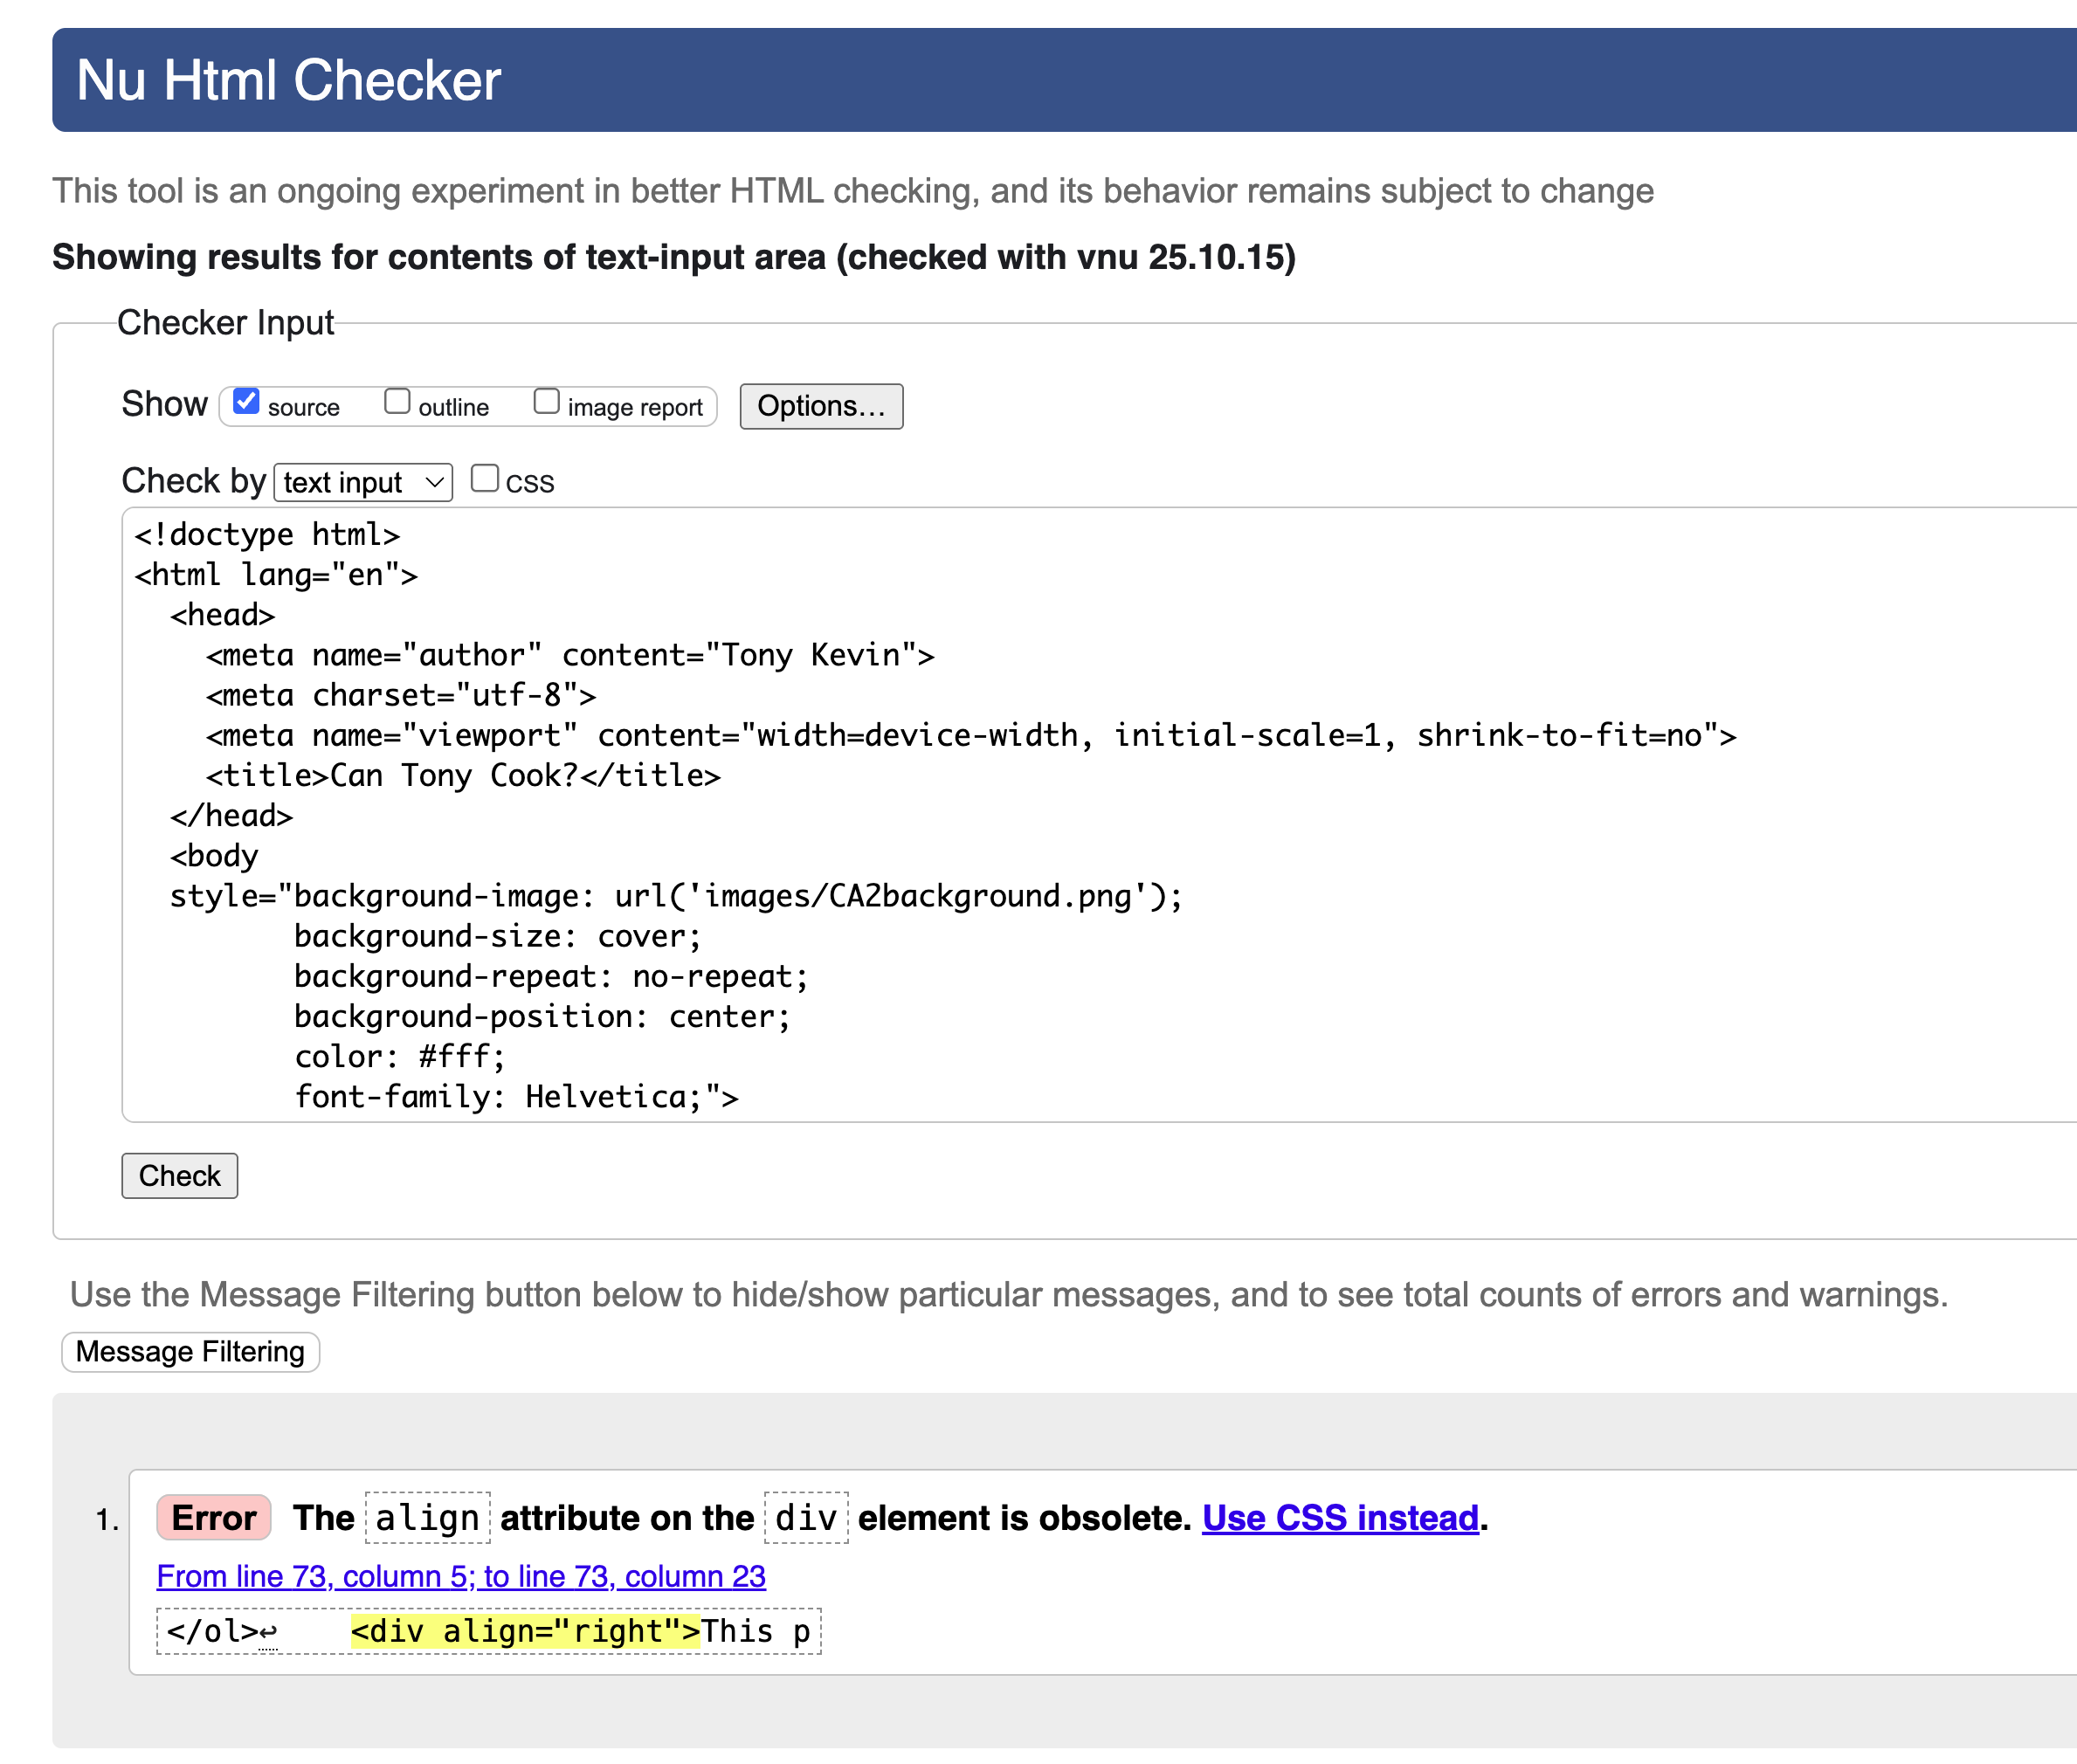 Nu Html Checker
This tool is an ongoing experiment in better HTML checking, and its behavior remains subject to change
Showing results for contents of text-input area (checked with vnu 25.10.15)
Checker Input
Show source outline image report Options…
Check by text input CSS
<!doctype html>
<html lang="en">
  <head>
    <meta name="author" content="Tony Kevin">
    <meta charset="utf-8">
    <meta name="viewport" content="width=device-width, initial-scale=1, shrink-to-fit=no">
    <title>Can Tony Cook?</title>
  </head>
  <body
  style="background-image: url('images/CA2background.png');
         background-size: cover;
         background-repeat: no-repeat;
         background-position: center;
         color: #fff;
         font-family: Helvetica;">
Check
Use the Message Filtering button below to hide/show particular messages, and to see total counts of errors and warnings.
Message Filtering
1. Error The align attribute on the div element is obsolete. Use CSS instead.
From line 73, column 5; to line 73, column 23
</ol>↩    <div align="right">This p